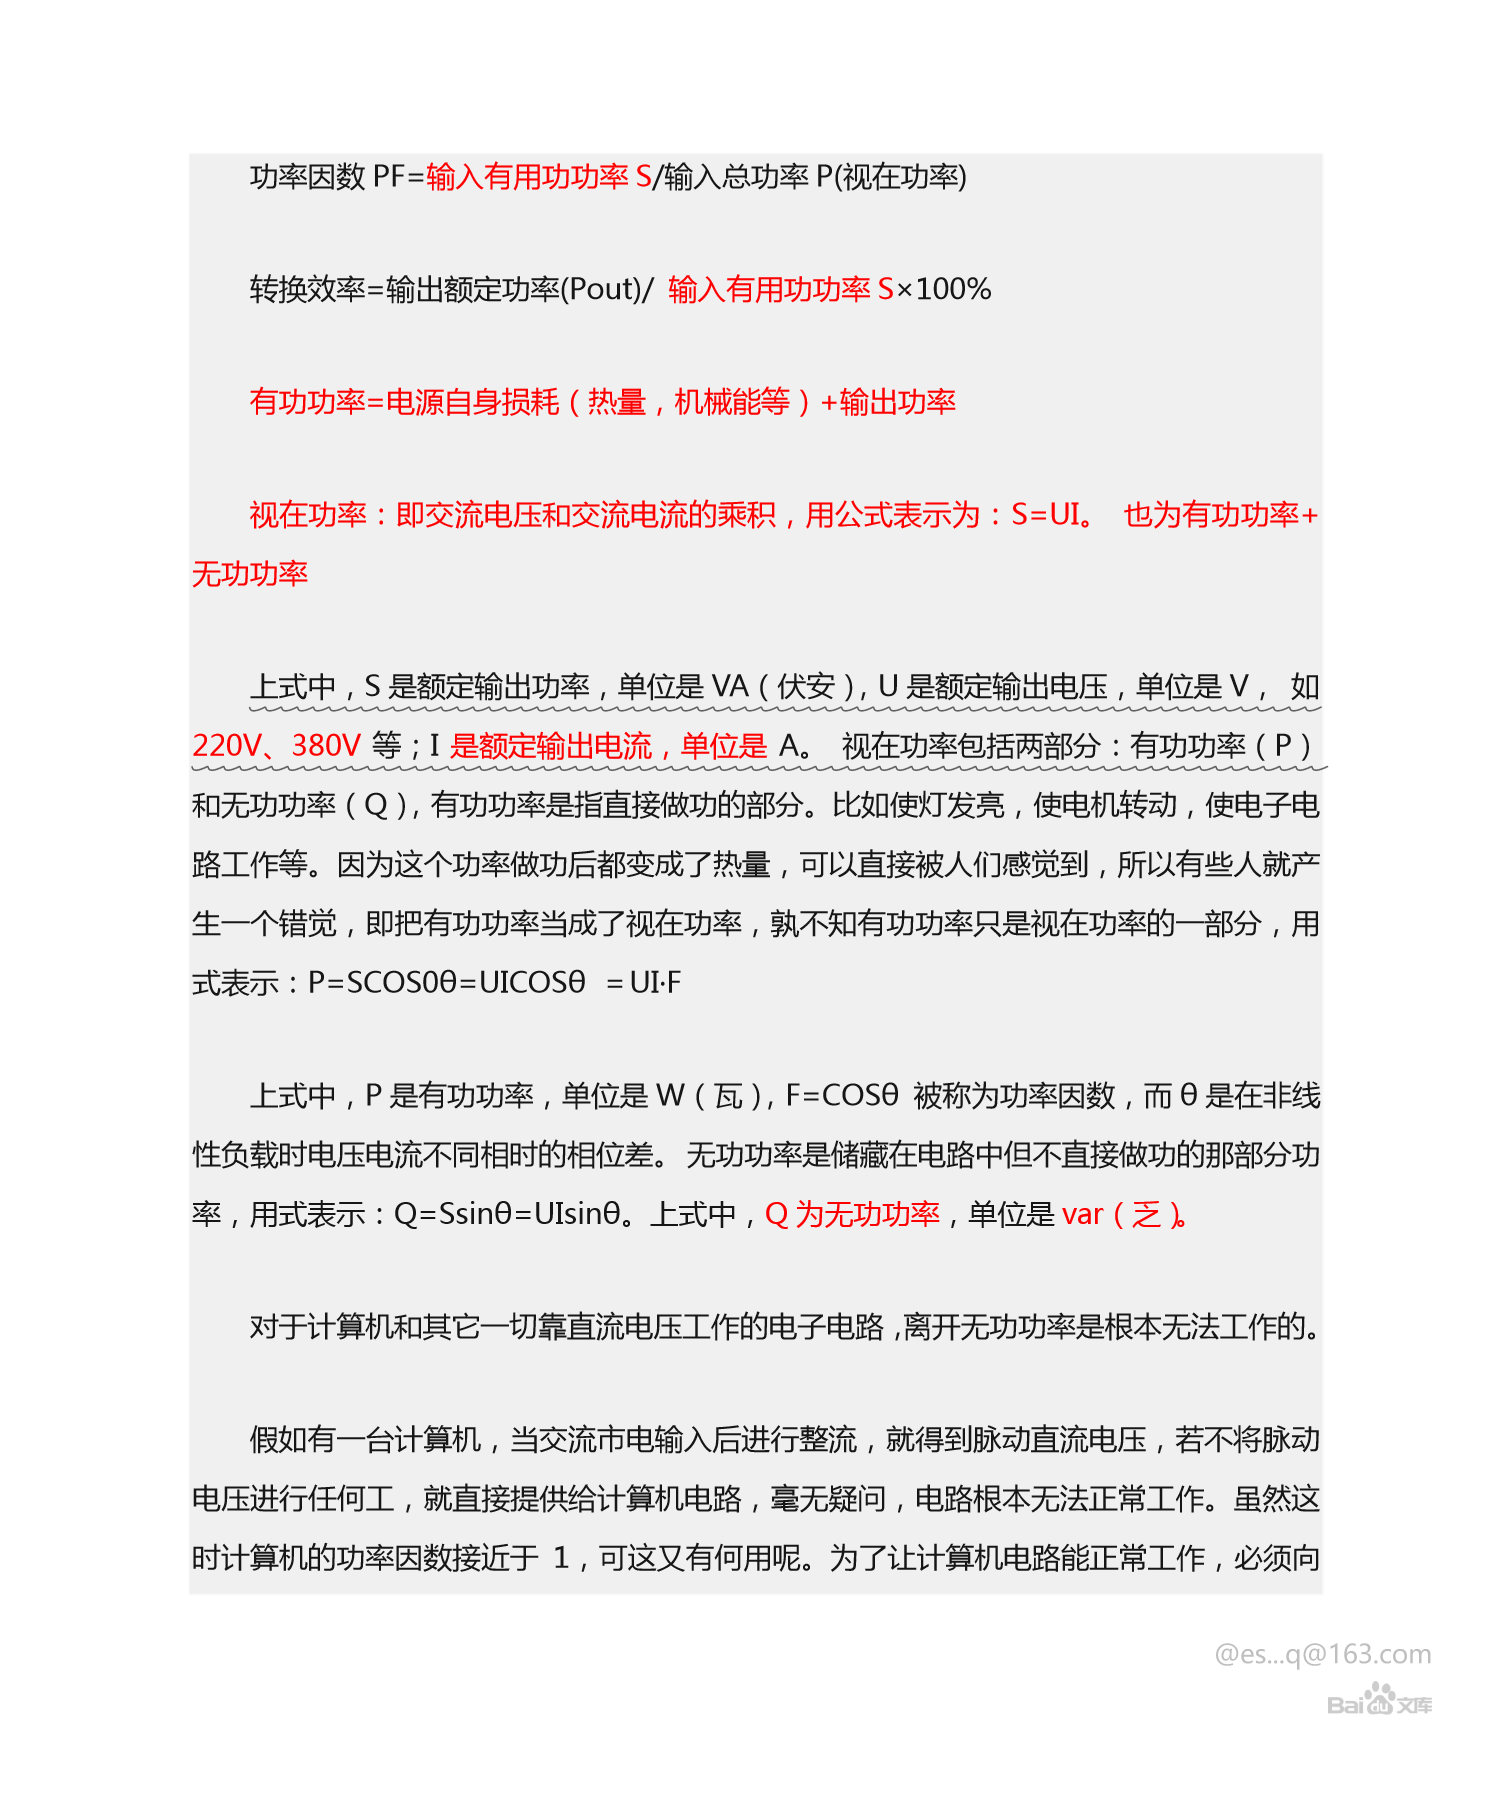 功率因数 PF=输入有用功功率 S/输入总功率 P(视在功率)
转换效率=输出额定功率(Pout)/ 输入有用功功率 S×100%
有功功率=电源自身损耗（热量，机械能等）+输出功率
视在功率：即交流电压和交流电流的乘积，用公式表示为：S=UI。 也为有功功率+
无功功率
上式中，S 是额定输出功率，单位是 VA（伏安），U 是额定输出电压，单位是 V， 如
220V、380V 等；I 是额定输出电流，单位是 A。 视在功率包括两部分：有功功率（P）
和无功功率（Q），有功功率是指直接做功的部分。比如使灯发亮，使电机转动，使电子电
路工作等。因为这个功率做功后都变成了热量，可以直接被人们感觉到，所以有些人就产
生一个错觉，即把有功功率当成了视在功率，孰不知有功功率只是视在功率的一部分，用
式表示：P=SCOS0θ=UICOSθ =UI·F
上式中，P 是有功功率，单位是 W（瓦），F=COSθ 被称为功率因数，而 θ 是在非线
性负载时电压电流不同相时的相位差。 无功功率是储藏在电路中但不直接做功的那部分功
率，用式表示：Q=Ssinθ=UIsinθ。上式中，Q 为无功功率，单位是 var（乏）。
对于计算机和其它一切靠直流电压工作的电子电路，离开无功功率是根本无法工作的。
假如有一台计算机，当交流市电输入后进行整流，就得到脉动直流电压，若不将脉动
电压进行任何工，就直接提供给计算机电路，毫无疑问，电路根本无法正常工作。虽然这
时计算机的功率因数接近于 1，可这又有何用呢。为了让计算机电路能正常工作，必须向
@es...q@163.com
Bai du 文库